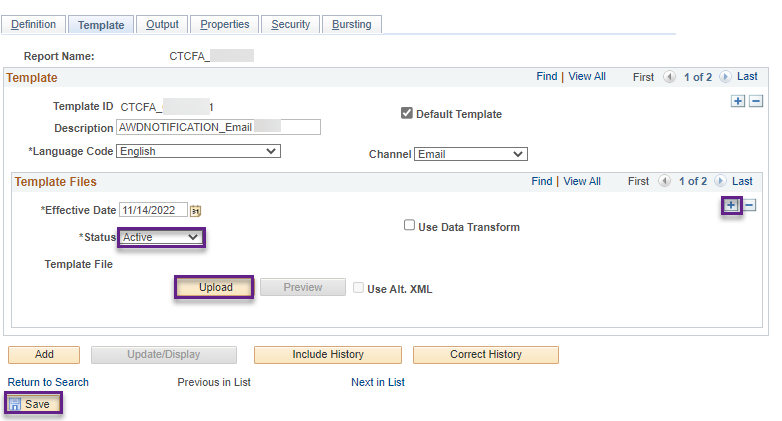 Definition Template Output Properties Security Bursting
Report Name: CTCFA_
Template Find | View All First 1 of 2 Last
Template ID CTCFA_ 1
Default Template
Description AWDNOTIFICATION_Email
*Language Code English Channel Email
Template Files Find | View All First 1 of 2 Last
*Effective Date 11/14/2022 31
Use Data Transform
*Status Active
Template File
Upload Preview Use Alt. XML
Add Update/Display Include History Correct History
Return to Search Previous in List Next in List
Save